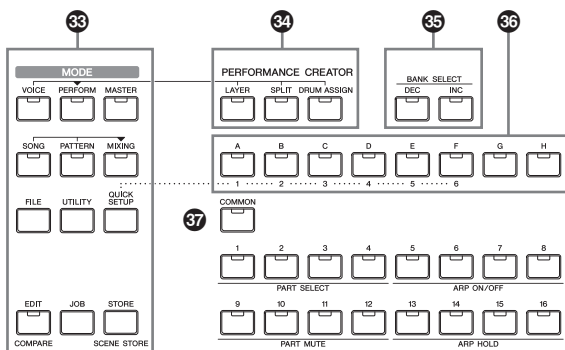 33 34 35 36
MODE
PERFORMANCE CREATOR
BANK SELECT
VOICE PERFORM MASTER
LAYER SPLIT DRUM ASSIGN
DEC INC
SONG PATTERN MIXING
A B C D E F G H
1 2 3 4 5 6
FILE UTILITY QUICK SETUP
37 COMMON
1 2 3 4 5 6 7 8
PART SELECT ARP ON/OFF
EDIT JOB STORE
9 10 11 12 13 14 15 16
COMPARE SCENE STORE
PART MUTE ARP HOLD